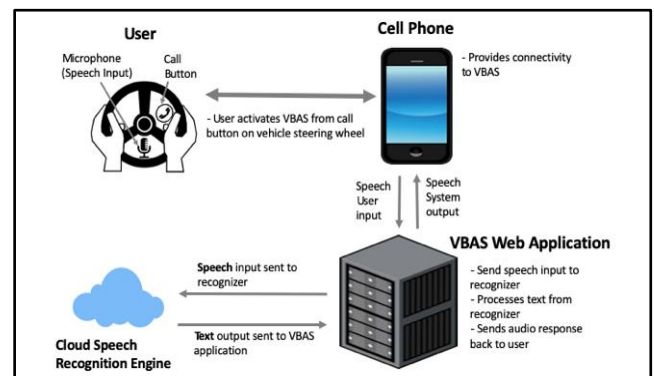 User
Microphone
(Speech Input)
Call
Button
- User activates VBAS from call
button on vehicle steering wheel
Cell Phone
- Provides connectivity
to VBAS
Speech
User
input
Speech
System
output
VBAS Web Application
- Send speech input to
recognizer
- Processes text from
recognizer
- Sends audio response
back to user
Speech input sent to
recognizer
Text output sent to VBAS
application
Cloud Speech
Recognition Engine